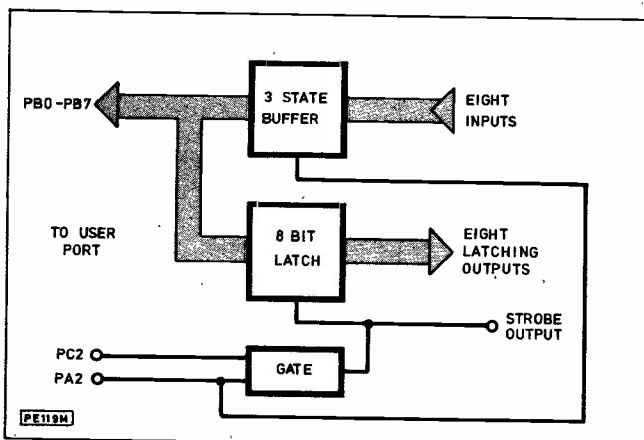 PB0-PB7
3 STATE
BUFFER
EIGHT
INPUTS
TO USER
PORT
8 BIT
LATCH
EIGHT
LATCHING
OUTPUTS
STROBE
OUTPUT
PC2
PA2
GATE
PE119M